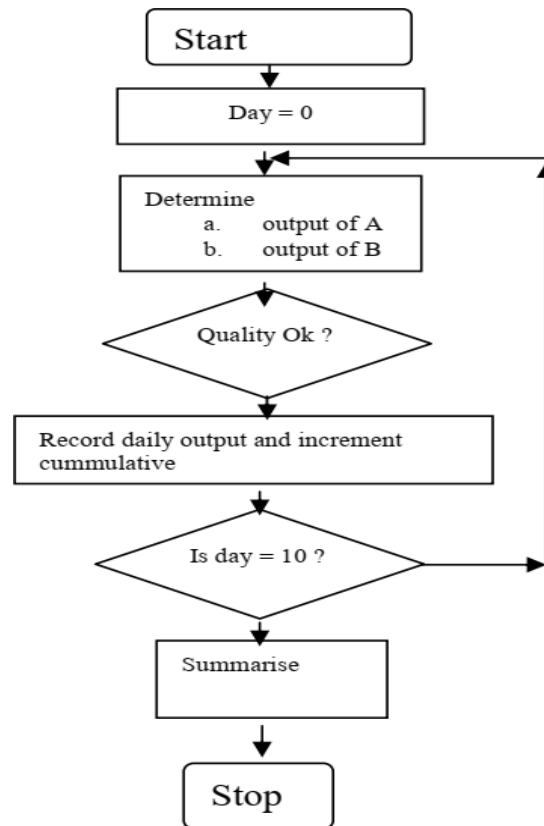 Start
Day = 0
Determine
a. output of A
b. output of B
Quality Ok ?
Record daily output and increment
cummulative
Is day = 10 ?
Summarise
Stop